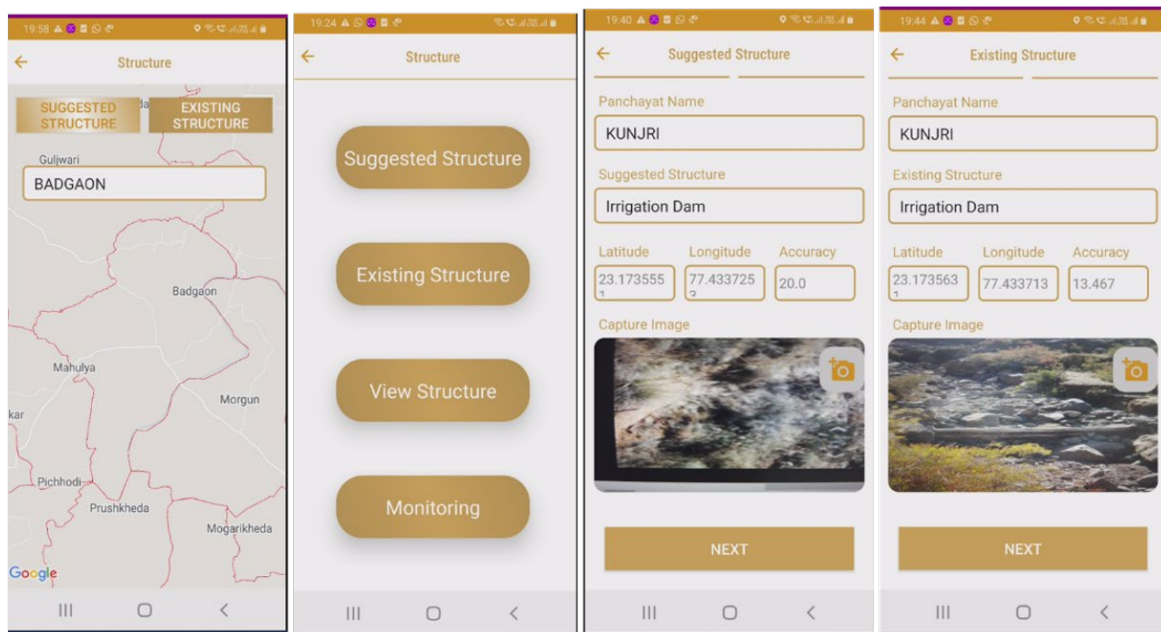 19:58
Structure
SUGGESTED
STRUCTURE
EXISTING
STRUCTURE
Guljwari
BADGAON
Badgaon
Mahulya
Morgun
kar
Pichhodi
Prushkheda
Mogarikheda
Google
19:24
Structure
Suggested Structure
Existing Structure
View Structure
Monitoring
19:40
Suggested Structure
Panchayat Name
KUNJRI
Suggested Structure
Irrigation Dam
Latitude Longitude Accuracy
23.173555 77.433725 20.0
Capture Image
NEXT
19:44
Existing Structure
Panchayat Name
KUNJRI
Existing Structure
Irrigation Dam
Latitude Longitude Accuracy
23.173563 77.433713 13.467
Capture Image
NEXT